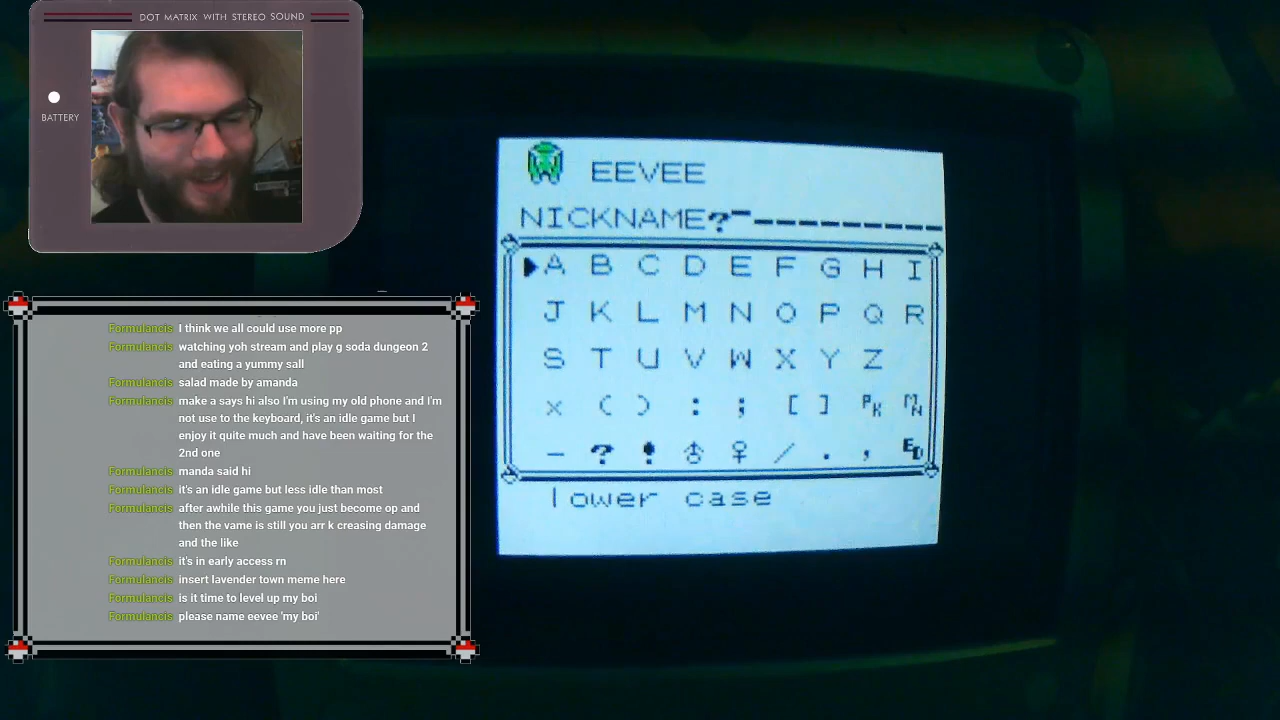 DOT MATRIX WITH STEREO SOUND
BATTERY
EEVEE
NICKNAME?
A B C D E F G H I
J K L M N O P Q R
S T U V W X Y Z
× ( ) : ; [ ] PK MN
- ? ! ♂ ♀ / . , ED
lower case
Formulancis I think we all could use more pp
Formulancis watching yoh stream and play g soda dungeon 2
and eating a yummy sall
Formulancis salad made by amanda
Formulancis make a says hi also I'm using my old phone and I'm
not use to the keyboard, it's an idle game but I
enjoy it quite much and have been waiting for the
2nd one
Formulancis manda said hi
Formulancis it's an idle game but less idle than most
Formulancis after awhile this game you just become op and
then the vame is still you arr k creasing damage
and the like
Formulancis it's in early access rn
Formulancis insert lavender town meme here
Formulancis is it time to level up my boi
Formulancis please name eevee 'my boi'